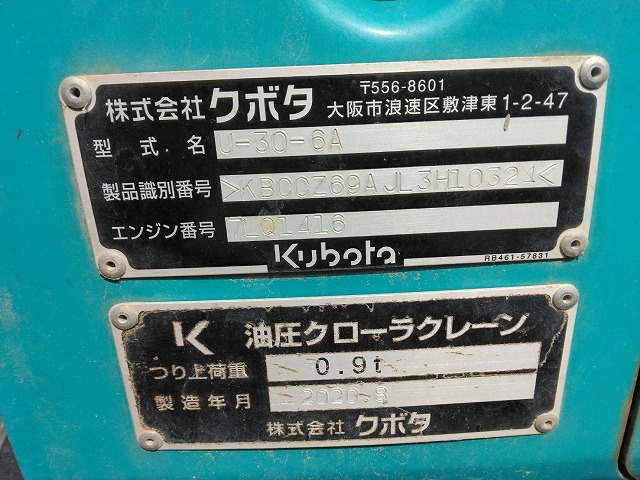 株式会社クボタ
〒556-8601
大阪市浪速区敷津東1-2-47
型式名 U-30-6A
製品識別番号 >KBCCZ69AJL3H10324<
エンジン番号 7LQ1416
Kubota
RB461-57831
K 油圧クローラクレーン
つり上荷重 0.9t
製造年月 2020-8
株式会社クボタ